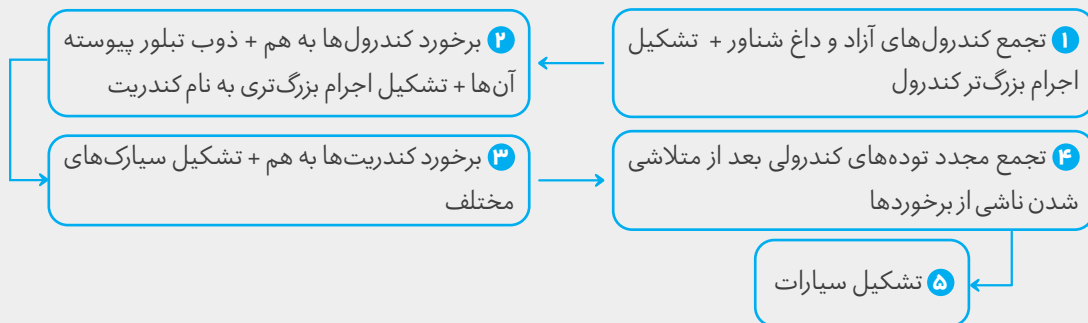 ۱ تجمع کندرول‌های آزاد و داغ شناور + تشکیل
اجرام بزرگ‌تر کندرول
۲ برخورد کندرول‌ها به هم + ذوب تبلور پیوسته
آن‌ها + تشکیل اجرام بزرگ‌تری به نام کندریت
۳ برخورد کندریت‌ها به هم + تشکیل سیارک‌های
مختلف
۴ تجمع مجدد توده‌های کندرولی بعد از متلاشی
شدن ناشی از برخوردها
۵ تشکیل سیارات